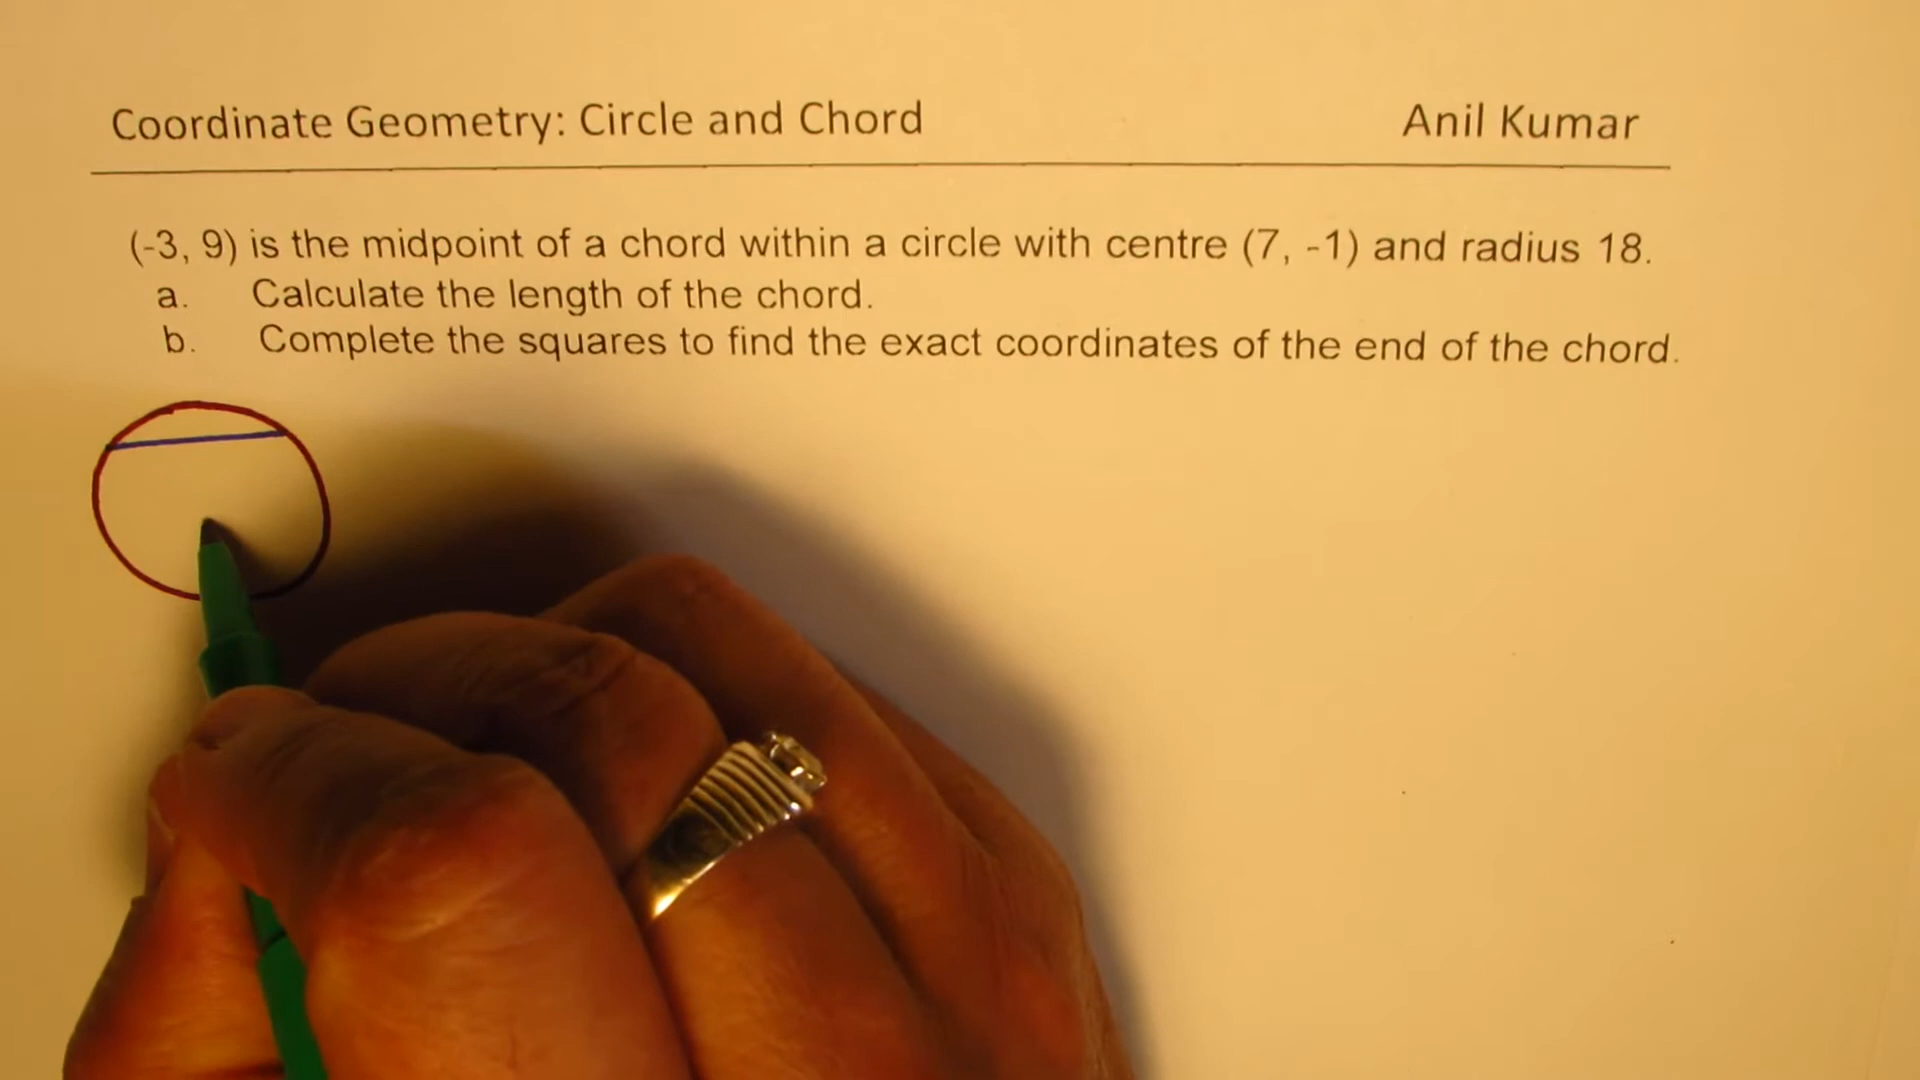 Coordinate Geometry: Circle and Chord Anil Kumar
(-3, 9) is the midpoint of a chord within a circle with centre (7, -1) and radius 18.
a. Calculate the length of the chord.
b. Complete the squares to find the exact coordinates of the end of the chord.